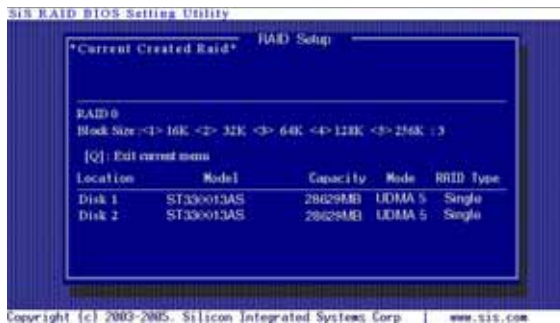 SiS RAID BIOS Setting Utility
RAID Setup
*Current Created Raid*
RAID 0
Block Size :<1> 16K <2> 32K <3> 64K <4> 128K <5> 256K : 3
[Q] : Exit current menu
Location Model Capacity Mode RAID Type
Disk 1 ST330013AS 28629MB UDMA 5 Single
Disk 2 ST330013AS 28629MB UDMA 5 Single
Copyright (c) 2003-2005. Silicon Integrated Systems Corp | www.sis.com